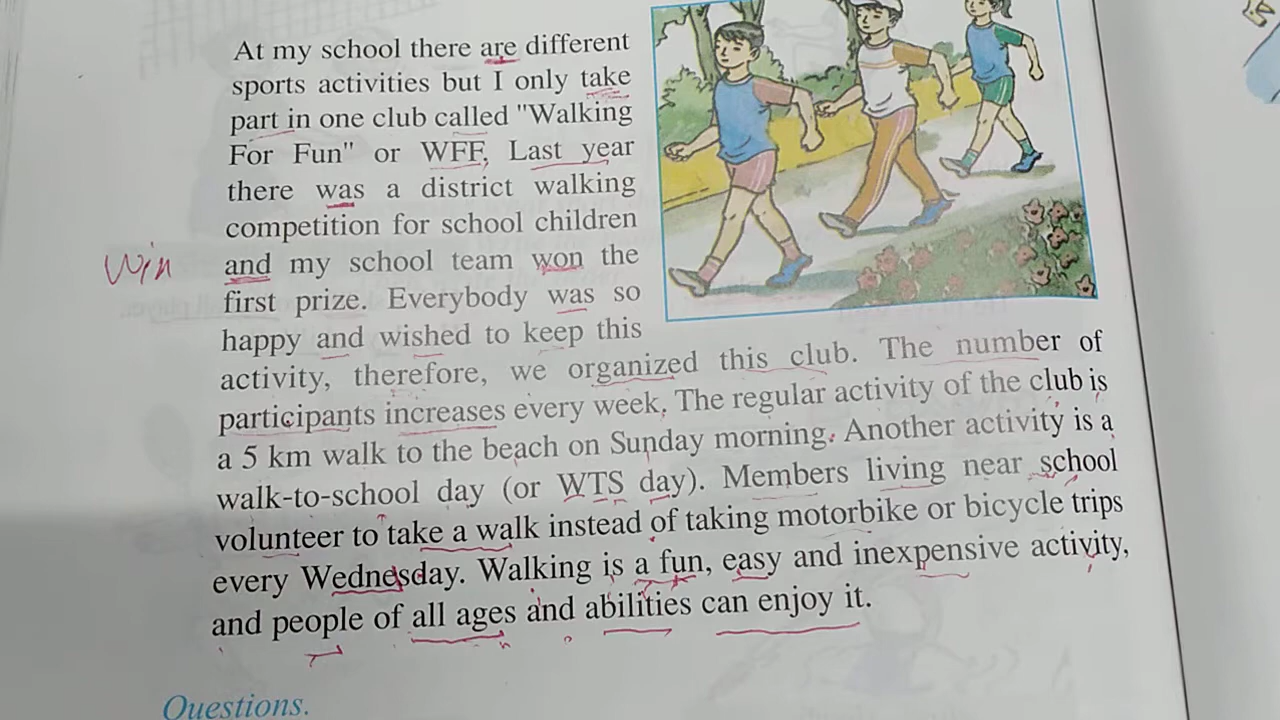 At my school there are different
sports activities but I only take
part in one club called "Walking
For Fun" or WFF. Last year
there was a district walking
competition for school children
Win
and my school team won the
first prize. Everybody was so
happy and wished to keep this
activity, therefore, we organized this club. The number of
participants increases every week. The regular activity of the club is
a 5 km walk to the beach on Sunday morning. Another activity is a
walk-to-school day (or WTS day). Members living near school
volunteer to take a walk instead of taking motorbike or bicycle trips
every Wednesday. Walking is a fun, easy and inexpensive activity,
and people of all ages and abilities can enjoy it.
Questions.